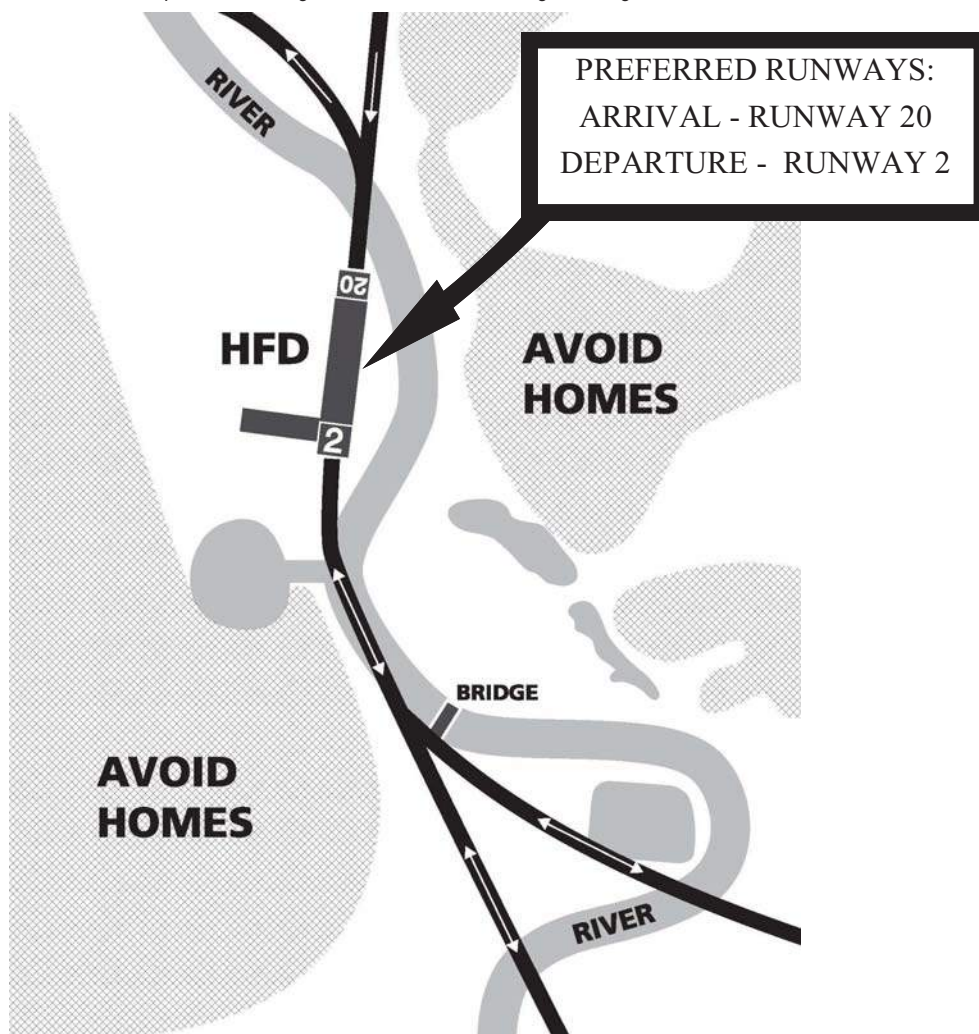 RIVER
PREFERRED RUNWAYS:
ARRIVAL - RUNWAY 20
DEPARTURE - RUNWAY 2
20
HFD
AVOID
HOMES
2
BRIDGE
AVOID
HOMES
RIVER